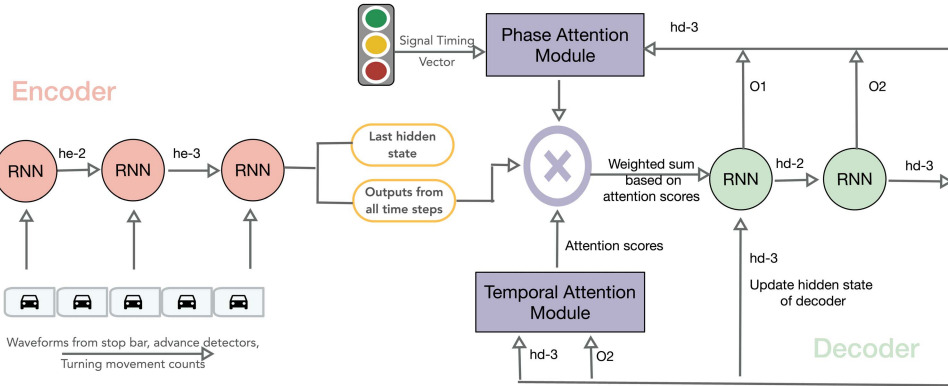 Encoder
RNN
he-2
RNN
he-3
RNN
Waveforms from stop bar, advance detectors,
Turning movement counts
Last hidden
state
Outputs from
all time steps
Signal Timing
Vector
Phase Attention
Module
hd-3
Weighted sum
based on
attention scores
Attention scores
Temporal Attention
Module
hd-3
O2
O1
O2
RNN
hd-2
RNN
hd-3
hd-3
Update hidden state
of decoder
Decoder